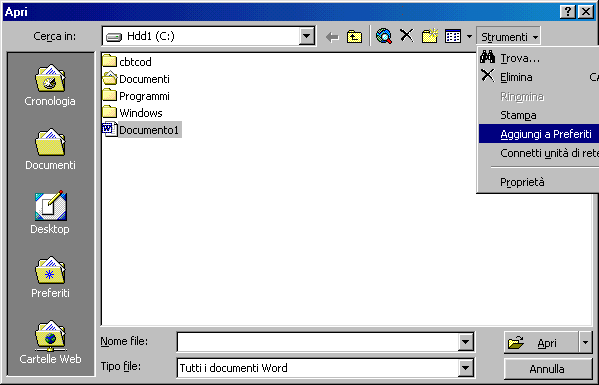 Apri
Cerca in: Hdd1 (C:) Strumenti
cbtcod
Documenti
Programmi
Windows
Documento1
Cronologia
Documenti
Desktop
Preferiti
Cartelle Web
Trova...
Elimina CA
Rinomina
Stampa
Aggiungi a Preferiti
Connetti unità di rete
Proprietà
Nome file:
Apri
Tipo file: Tutti i documenti Word
Annulla